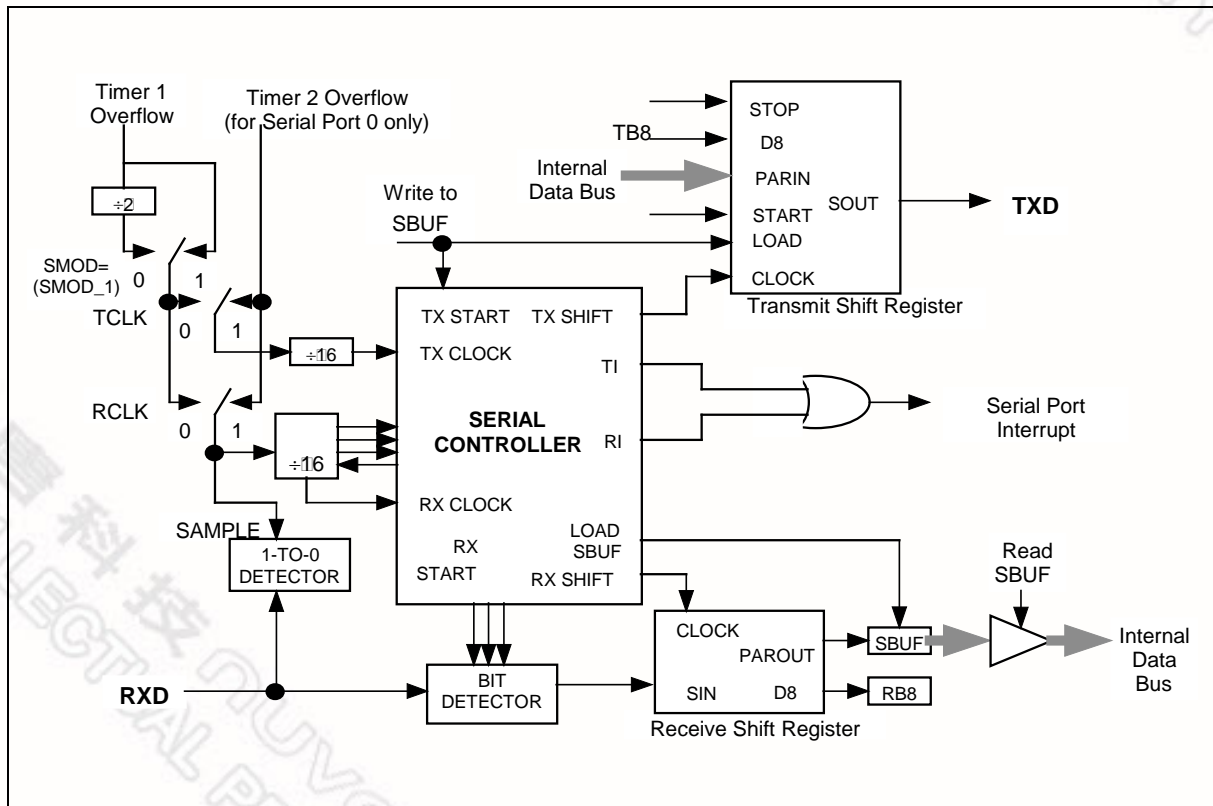 Timer 1
Overflow
Timer 2 Overflow
(for Serial Port 0 only)
÷2
SMOD=
(SMOD_1)
0
1
TCLK
0
1
÷16
RCLK
0
1
÷16
SAMPLE
1-TO-0
DETECTOR
RXD
BIT
DETECTOR
Write to
SBUF
TX START
TX SHIFT
TX CLOCK
TI
SERIAL
CONTROLLER
RI
RX CLOCK
LOAD
SBUF
RX
START
RX SHIFT
TB8
Internal
Data Bus
STOP
D8
PARIN
START
SOUT
LOAD
CLOCK
Transmit Shift Register
TXD
Serial Port
Interrupt
CLOCK
PAROUT
SIN
D8
Receive Shift Register
SBUF
RB8
Read
SBUF
Internal
Data
Bus
科技